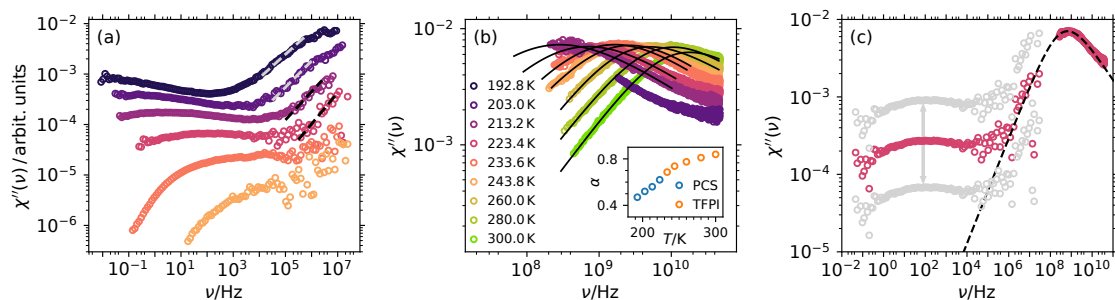 (a)
χ′′(ν) / arbit. units
10⁻²
10⁻³
10⁻⁴
10⁻⁵
10⁻⁶
10⁻¹ 10¹ 10³ 10⁵ 10⁷
ν/Hz
(b)
χ′′(ν)
10⁻²
10⁻³
192.8 K
203.0 K
213.2 K
223.4 K
233.6 K
243.8 K
260.0 K
280.0 K
300.0 K
α
0.8
0.4
PCS
TFPI
200 300
T/K
10⁸ 10⁹ 10¹⁰
ν/Hz
(c)
χ′′(ν)
10⁻²
10⁻³
10⁻⁴
10⁻⁵
10⁻² 10⁰ 10² 10⁴ 10⁶ 10⁸ 10¹⁰
ν/Hz